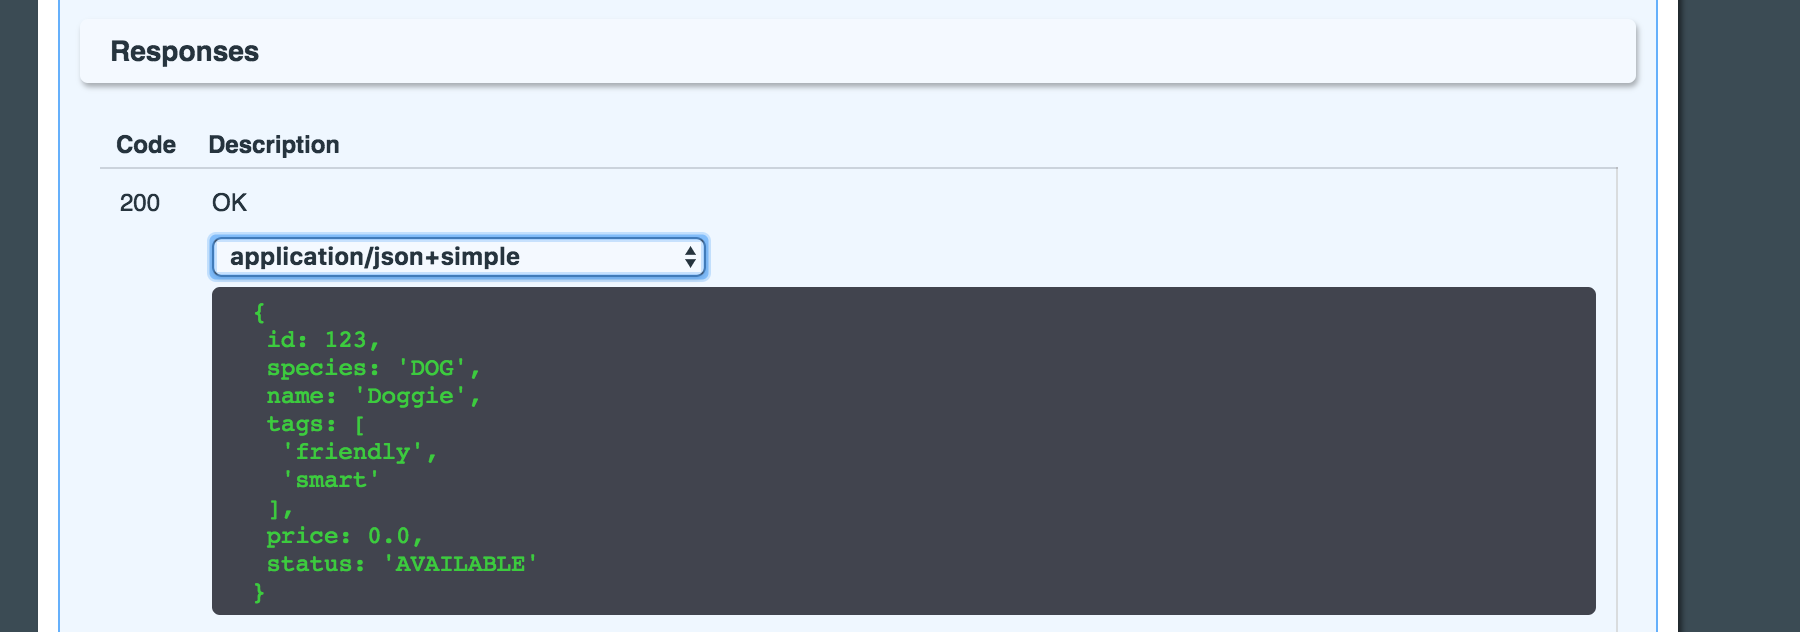 Responses
Code Description
200 OK
application/json+simple
{
id: 123,
species: 'DOG',
name: 'Doggie',
tags: [
'friendly',
'smart'
],
price: 0.0,
status: 'AVAILABLE'
}